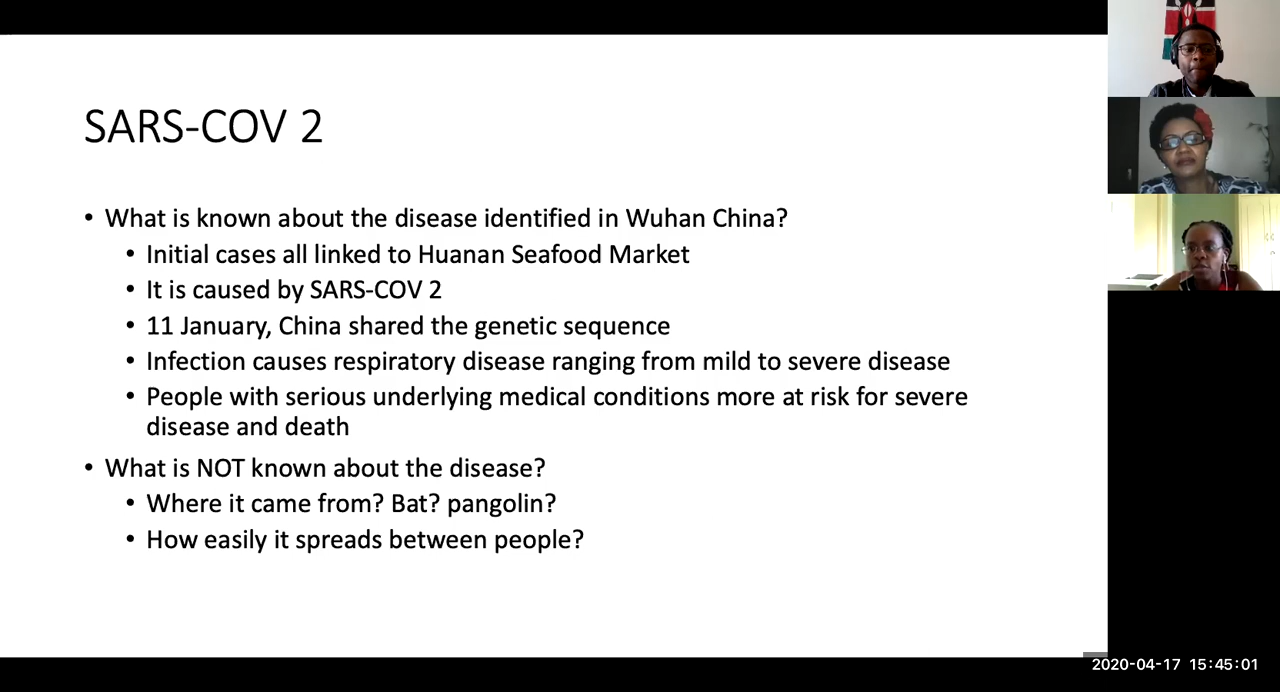 SARS-COV 2
• What is known about the disease identified in Wuhan China?
• Initial cases all linked to Huanan Seafood Market
• It is caused by SARS-COV 2
• 11 January, China shared the genetic sequence
• Infection causes respiratory disease ranging from mild to severe disease
• People with serious underlying medical conditions more at risk for severe
disease and death
• What is NOT known about the disease?
• Where it came from? Bat? pangolin?
• How easily it spreads between people?
2020-04-17 15:45:01